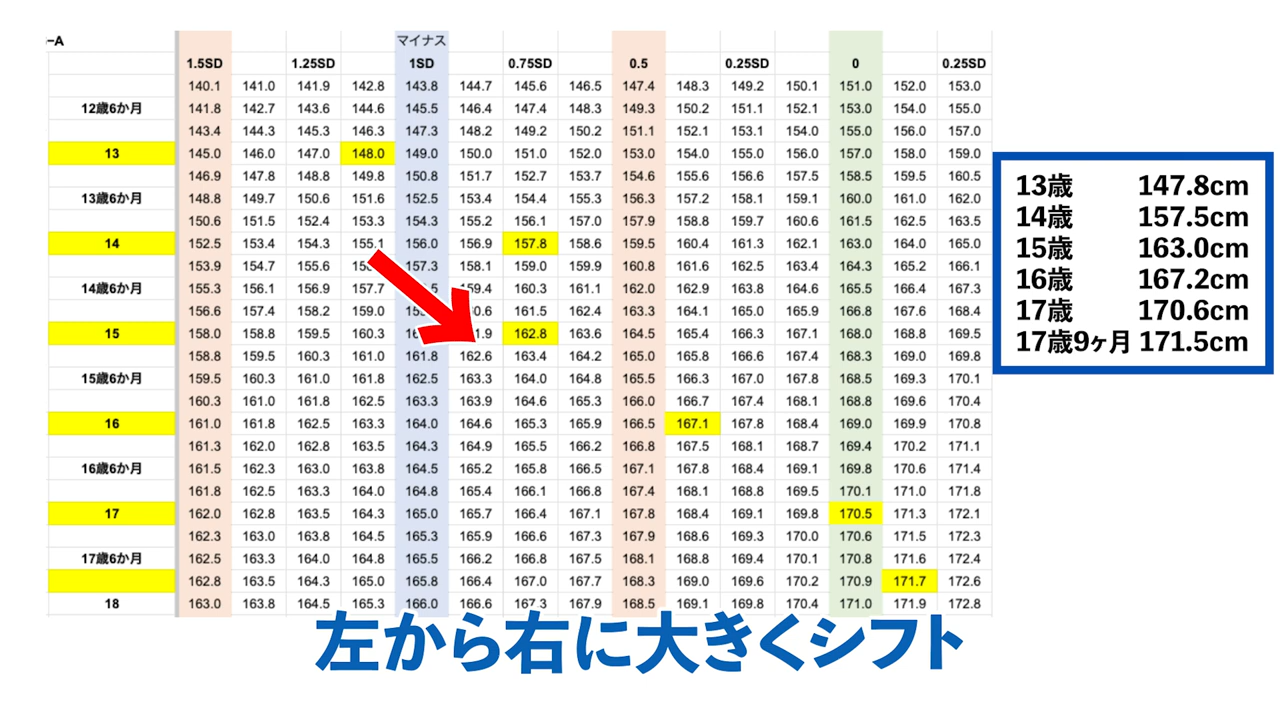 -A マイナス
1.5SD 1.25SD 1SD 0.75SD 0.5 0.25SD 0 0.25SD
140.1 141.0 141.9 142.8 143.8 144.7 145.6 146.5 147.4 148.3 149.2 150.1 151.0 152.0 153.0
12歳6か月 141.8 142.7 143.6 144.6 145.5 146.4 147.4 148.3 149.3 150.2 151.1 152.1 153.0 154.0 155.0
143.4 144.3 145.3 146.3 147.3 148.2 149.2 150.2 151.1 152.1 153.1 154.0 155.0 156.0 157.0
13 145.0 146.0 147.0 148.0 149.0 150.0 151.0 152.0 153.0 154.0 155.0 156.0 157.0 158.0 159.0
146.9 147.8 148.8 149.8 150.8 151.7 152.7 153.7 154.6 155.6 156.6 157.5 158.5 159.5 160.5
13歳6か月 148.8 149.7 150.6 151.6 152.5 153.4 154.4 155.3 156.3 157.2 158.1 159.1 160.0 161.0 162.0
150.6 151.5 152.4 153.3 154.3 155.2 156.1 157.0 157.9 158.8 159.7 160.6 161.5 162.5 163.5
14 152.5 153.4 154.3 155.1 156.0 156.9 157.8 158.6 159.5 160.4 161.3 162.1 163.0 164.0 165.0
153.9 154.7 155.6 157.3 158.1 159.0 159.9 160.8 161.6 162.5 163.4 164.3 165.2 166.1
14歳6か月 155.3 156.1 156.9 157.7 159.4 160.3 161.1 162.0 162.9 163.8 164.6 165.5 166.4 167.3
156.6 157.4 158.2 159.0 161.5 162.4 163.3 164.1 165.0 165.9 166.8 167.6 168.4
15 158.0 158.8 159.5 160.3 162.8 163.6 164.5 165.4 166.3 167.1 168.0 168.8 169.5
158.8 159.5 160.3 161.0 161.8 162.6 163.4 164.2 165.0 165.8 166.6 167.4 168.3 169.0 169.8
15歳6か月 159.5 160.3 161.0 161.8 162.5 163.3 164.0 164.8 165.5 166.3 167.0 167.8 168.5 169.3 170.1
160.3 161.0 161.8 162.5 163.3 163.9 164.6 165.3 166.0 166.7 167.4 168.1 168.8 169.6 170.4
16 161.0 161.8 162.5 163.3 164.0 164.6 165.3 165.9 166.5 167.1 167.8 168.4 169.0 169.9 170.8
161.3 162.0 162.8 163.5 164.3 164.9 165.5 166.2 166.8 167.5 168.1 168.7 169.4 170.2 171.1
16歳6か月 161.5 162.3 163.0 163.8 164.5 165.2 165.8 166.5 167.1 167.8 168.4 169.1 169.8 170.6 171.4
161.8 162.5 163.3 164.0 164.8 165.4 166.1 166.8 167.4 168.1 168.8 169.5 170.1 171.0 171.8
17 162.0 162.8 163.5 164.3 165.0 165.7 166.4 167.1 167.8 168.4 169.1 169.8 170.5 171.3 172.1
162.3 163.0 163.8 164.5 165.3 165.9 166.6 167.3 167.9 168.6 169.3 170.0 170.6 171.5 172.3
17歳6か月 162.5 163.3 164.0 164.8 165.5 166.2 166.8 167.5 168.1 168.8 169.4 170.1 170.8 171.6 172.4
162.8 163.5 164.3 165.0 165.8 166.4 167.0 167.7 168.3 169.0 169.6 170.2 170.9 171.7 172.6
18 163.0 163.8 164.5 165.3 166.0 166.6 167.3 167.9 168.5 169.1 169.8 170.4 171.0 171.9 172.8
13歳 147.8cm
14歳 157.5cm
15歳 163.0cm
16歳 167.2cm
17歳 170.6cm
17歳9ヶ月 171.5cm
左から右に大きくシフト